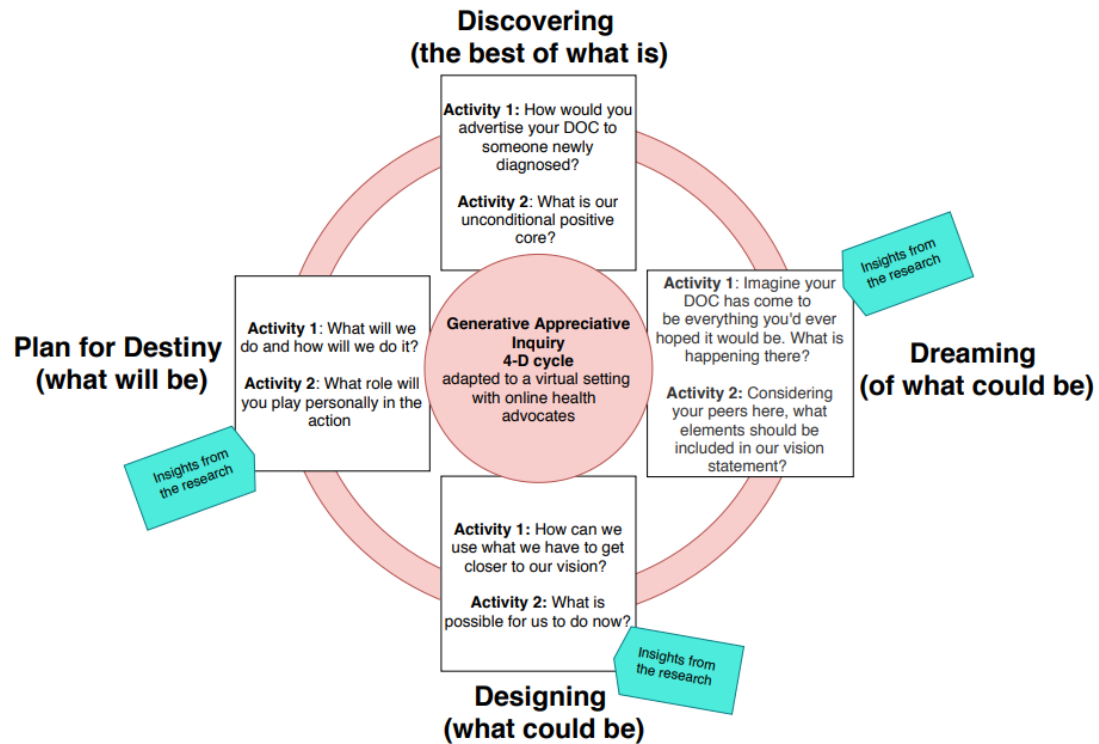 Discovering
(the best of what is)
Activity 1: How would you
advertise your DOC to
someone newly
diagnosed?
Activity 2: What is our
unconditional positive
core?
Insights from
the research
Activity 1: Imagine your
DOC has come to
be everything you'd ever
hoped it would be. What is
happening there?
Activity 2: Considering
your peers here, what
elements should be
included in our vision
statement?
Dreaming
(of what could be)
Generative Appreciative
Inquiry
4-D cycle
adapted to a virtual setting
with online health
advocates
Plan for Destiny
(what will be)
Activity 1: What will we
do and how will we do it?
Activity 2: What role will
you play personally in the
action
Insights from
the research
Activity 1: How can we
use what we have to get
closer to our vision?
Activity 2: What is
possible for us to do now?
Insights from
the research
Designing
(what could be)